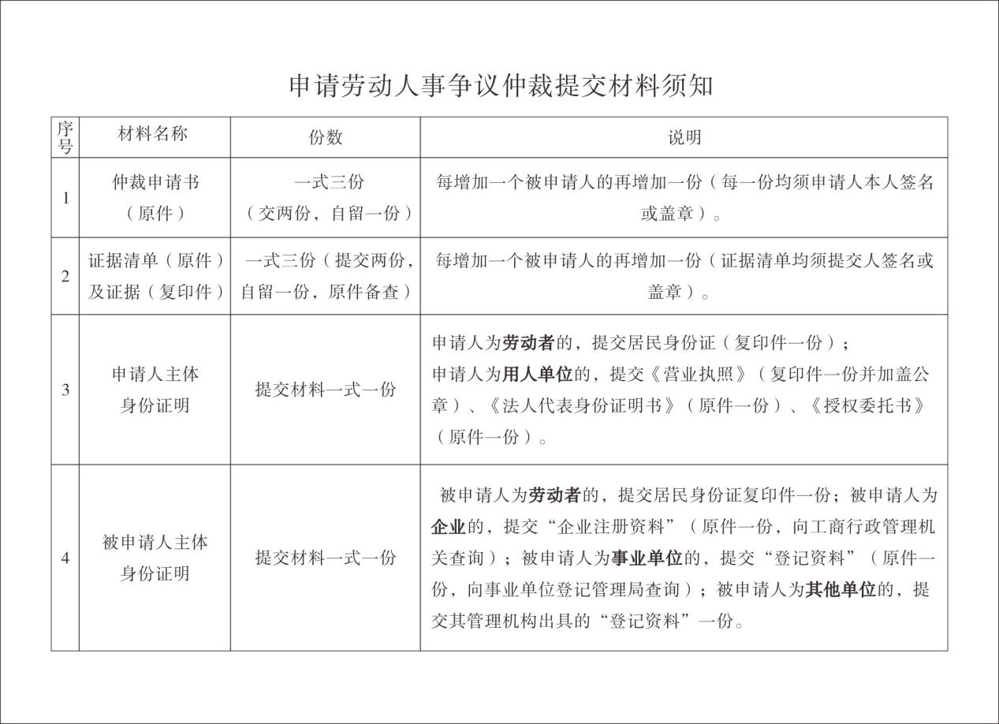 申请劳动人事争议仲裁提交材料须知
序号
材料名称
份数
说明
1
仲裁申请书
（原件）
一式三份
（交两份，自留一份）
每增加一个被申请人的再增加一份（每一份均须申请人本人签名
或盖章）。
2
证据清单（原件）
及证据（复印件）
一式三份（提交两份，
自留一份，原件备查）
每增加一个被申请人的再增加一份（证据清单均须提交人签名或
盖章）。
3
申请人主体
身份证明
提交材料一式一份
申请人为劳动者的，提交居民身份证（复印件一份）；
申请人为用人单位的，提交《营业执照》（复印件一份并加盖公
章）、《法人代表身份证明书》（原件一份）、《授权委托书》
（原件一份）。
4
被申请人主体
身份证明
提交材料一式一份
被申请人为劳动者的，提交居民身份证复印件一份；被申请人为
企业的，提交“企业注册资料”（原件一份，向工商行政管理机
关查询）；被申请人为事业单位的，提交“登记资料”（原件一
份，向事业单位登记管理局查询）；被申请人为其他单位的，提
交其管理机构出具的“登记资料”一份。